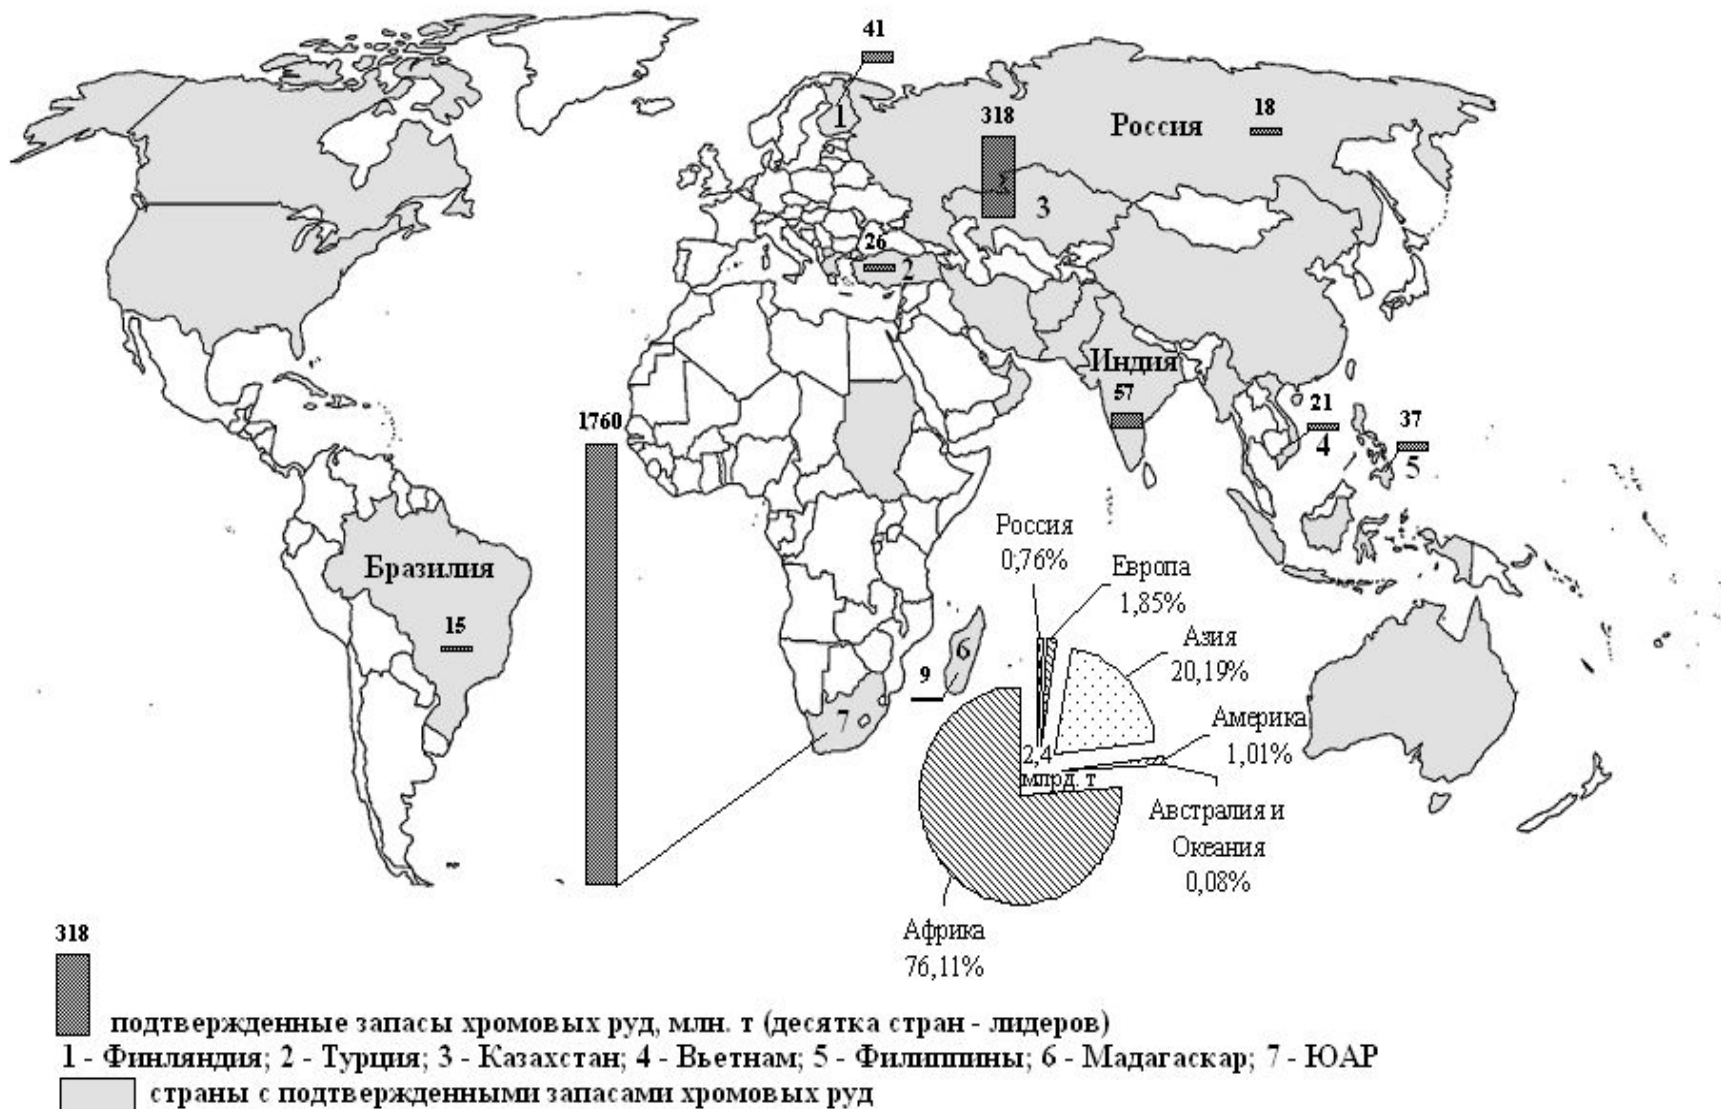 41
1
318
Россия
18
3
26
2
Индия
57
21
4
37
5
1760
Бразилия
15
9
6
7
Россия
0,76%
Европа
1,85%
Азия
20,19%
Америка
1,01%
2,4
млрд. т
Австралия и
Океания
0,08%
Африка
76,11%
318
подтвержденные запасы хромовых руд, млн. т (десятка стран - лидеров)
1 - Финляндия; 2 - Турция; 3 - Казахстан; 4 - Вьетнам; 5 - Филиппины; 6 - Мадагаскар; 7 - ЮАР
страны с подтвержденными запасами хромовых руд